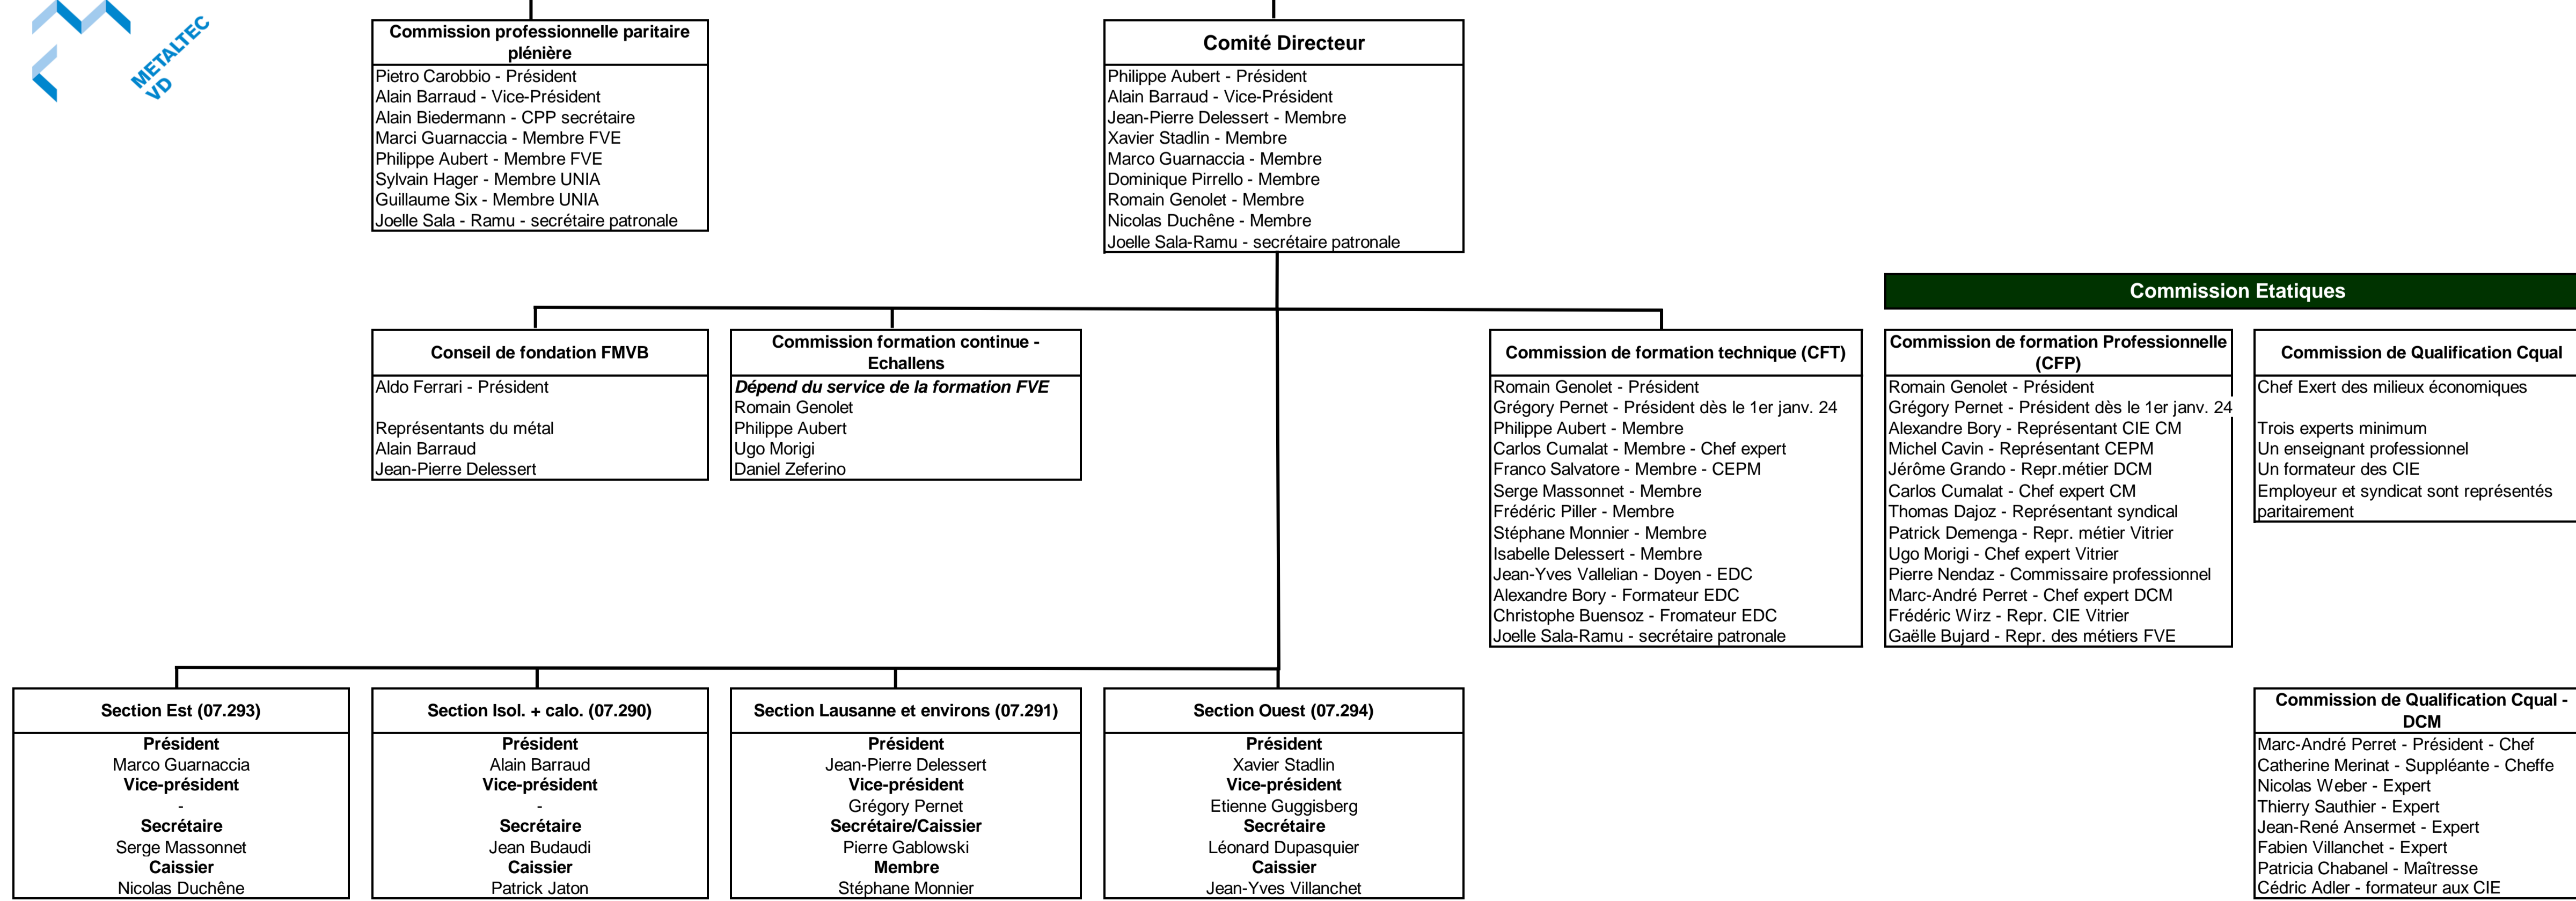 METALTEC
VD
Commission professionnelle paritaire
plénière
Pietro Carobbio - Président
Alain Barraud - Vice-Président
Alain Biedermann - CPP secrétaire
Marci Guarnaccia - Membre FVE
Philippe Aubert - Membre FVE
Sylvain Hager - Membre UNIA
Guillaume Six - Membre UNIA
Joelle Sala - Ramu - secrétaire patronale
Comité Directeur
Philippe Aubert - Président
Alain Barraud - Vice-Président
Jean-Pierre Delessert - Membre
Xavier Stadlin - Membre
Marco Guarnaccia - Membre
Dominique Pirrello - Membre
Romain Genolet - Membre
Nicolas Duchêne - Membre
Joelle Sala-Ramu - secrétaire patronale
Commission Etatiques
Conseil de fondation FMVB
Aldo Ferrari - Président
Représentants du métal
Alain Barraud
Jean-Pierre Delessert
Commission formation continue -
Echallens
Dépend du service de la formation FVE
Romain Genolet
Philippe Aubert
Ugo Morigi
Daniel Zeferino
Commission de formation technique (CFT)
Romain Genolet - Président
Grégory Pernet - Président dès le 1er janv. 24
Philippe Aubert - Membre
Carlos Cumalat - Membre - Chef expert
Franco Salvatore - Membre - CEPM
Serge Massonnet - Membre
Frédéric Piller - Membre
Stéphane Monnier - Membre
Isabelle Delessert - Membre
Jean-Yves Vallelian - Doyen - EDC
Alexandre Bory - Formateur EDC
Christophe Buensoz - Fromateur EDC
Joelle Sala-Ramu - secrétaire patronale
Commission de formation Professionnelle
(CFP)
Romain Genolet - Président
Grégory Pernet - Président dès le 1er janv. 24
Alexandre Bory - Représentant CIE CM
Michel Cavin - Représentant CEPM
Jérôme Grando - Repr.métier DCM
Carlos Cumalat - Chef expert CM
Thomas Dajoz - Représentant syndical
Patrick Demenga - Repr. métier Vitrier
Ugo Morigi - Chef expert Vitrier
Pierre Nendaz - Commissaire professionnel
Marc-André Perret - Chef expert DCM
Frédéric Wirz - Repr. CIE Vitrier
Gaëlle Bujard - Repr. des métiers FVE
Commission de Qualification Cqual
Chef Exert des milieux économiques
Trois experts minimum
Un enseignant professionnel
Un formateur des CIE
Employeur et syndicat sont représentés
paritairement
Section Est (07.293)
Président
Marco Guarnaccia
Vice-président
-
Secrétaire
Serge Massonnet
Caissier
Nicolas Duchêne
Section Isol. + calo. (07.290)
Président
Alain Barraud
Vice-président
-
Secrétaire
Jean Budaudi
Caissier
Patrick Jaton
Section Lausanne et environs (07.291)
Président
Jean-Pierre Delessert
Vice-président
Grégory Pernet
Secrétaire/Caissier
Pierre Gablowski
Membre
Stéphane Monnier
Section Ouest (07.294)
Président
Xavier Stadlin
Vice-président
Etienne Guggisberg
Secrétaire
Léonard Dupasquier
Caissier
Jean-Yves Villanchet
Commission de Qualification Cqual -
DCM
Marc-André Perret - Président - Chef
Catherine Merinat - Suppléante - Cheffe
Nicolas Weber - Expert
Thierry Sauthier - Expert
Jean-René Ansermet - Expert
Fabien Villanchet - Expert
Patricia Chabanel - Maîtresse
Cédric Adler - formateur aux CIE